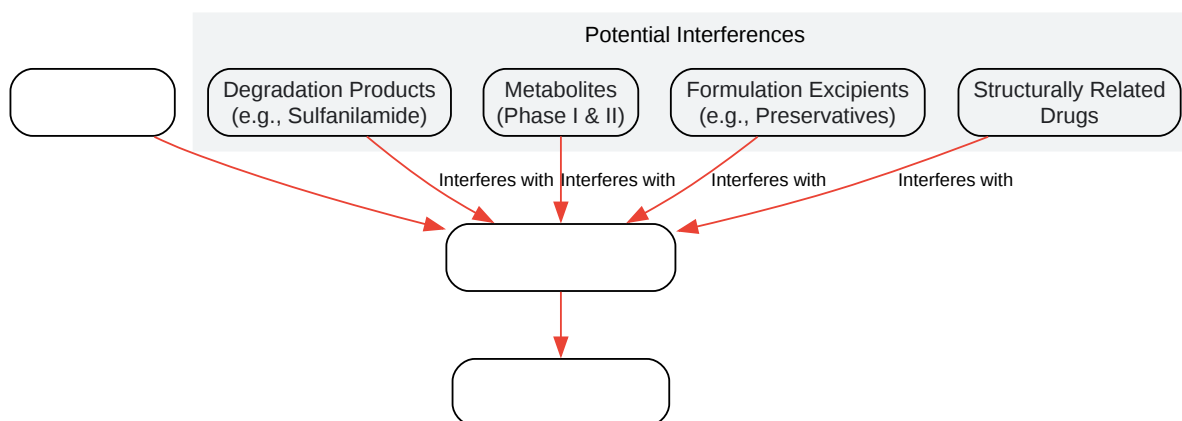 Potential Interferences
Degradation Products
(e.g., Sulfanilamide)
Metabolites
(Phase I & II)
Formulation Excipients
(e.g., Preservatives)
Structurally Related
Drugs
Interferes with
Interferes with
Interferes with
Interferes with